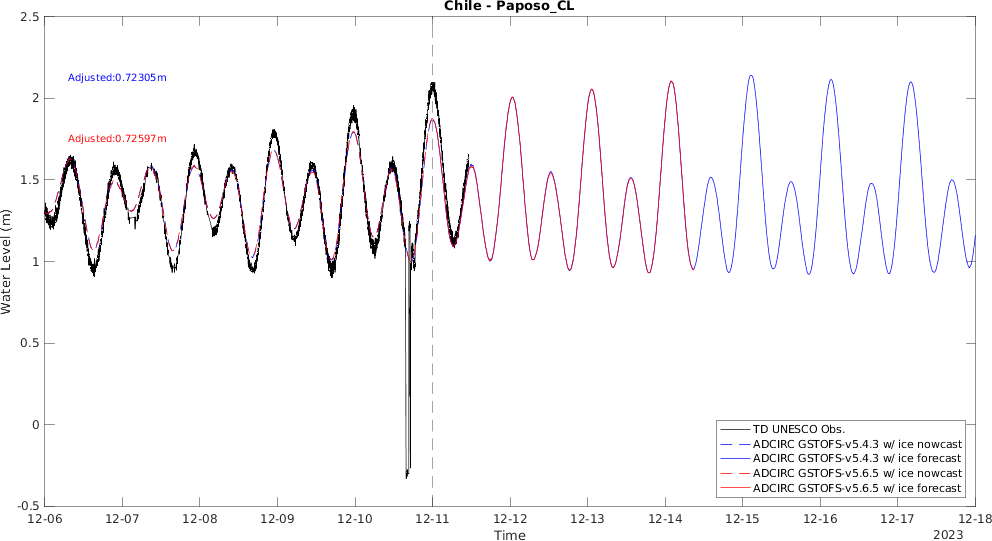 Chile - Paposo_CL
2.5
2
1.5
1
0.5
0
-0.5
Water Level (m)
Adjusted:0.72305m
Adjusted:0.72597m
TD UNESCO Obs.
ADCIRC GSTOFS-v5.4.3 w/ ice nowcast
ADCIRC GSTOFS-v5.4.3 w/ ice forecast
ADCIRC GSTOFS-v5.6.5 w/ ice nowcast
ADCIRC GSTOFS-v5.6.5 w/ ice forecast
12-06 12-07 12-08 12-09 12-10 12-11 12-12 12-13 12-14 12-15 12-16 12-17 12-18
Time
2023